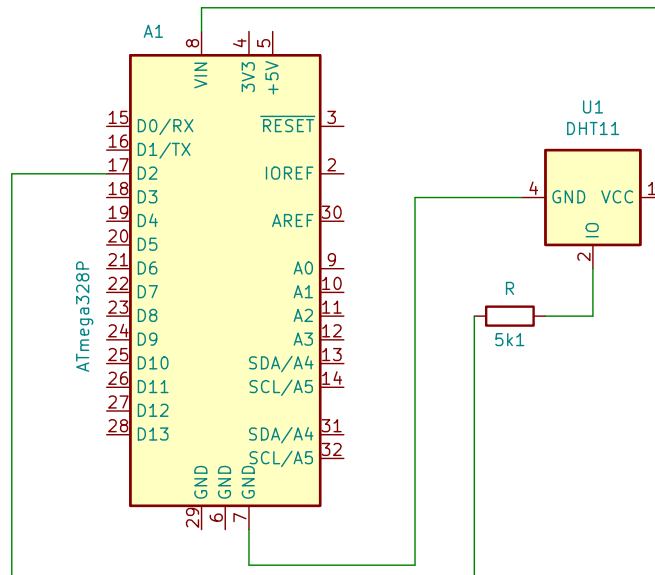 A1
8
4
5
VIN
3V3
+5V
15 D0/RX
16 D1/TX
17 D2
18 D3
19 D4
20 D5
21 D6
22 D7
23 D8
24 D9
25 D10
26 D11
27 D12
28 D13
RESET 3
IOREF 2
AREF 30
A0 9
A1 10
A2 11
A3 12
SDA/A4 13
SCL/A5 14
SDA/A4 31
SCL/A5 32
GND
GND
GND
29
6
7
ATmega328P
U1
DHT11
4 GND VCC 1
IO
2
R
5k1